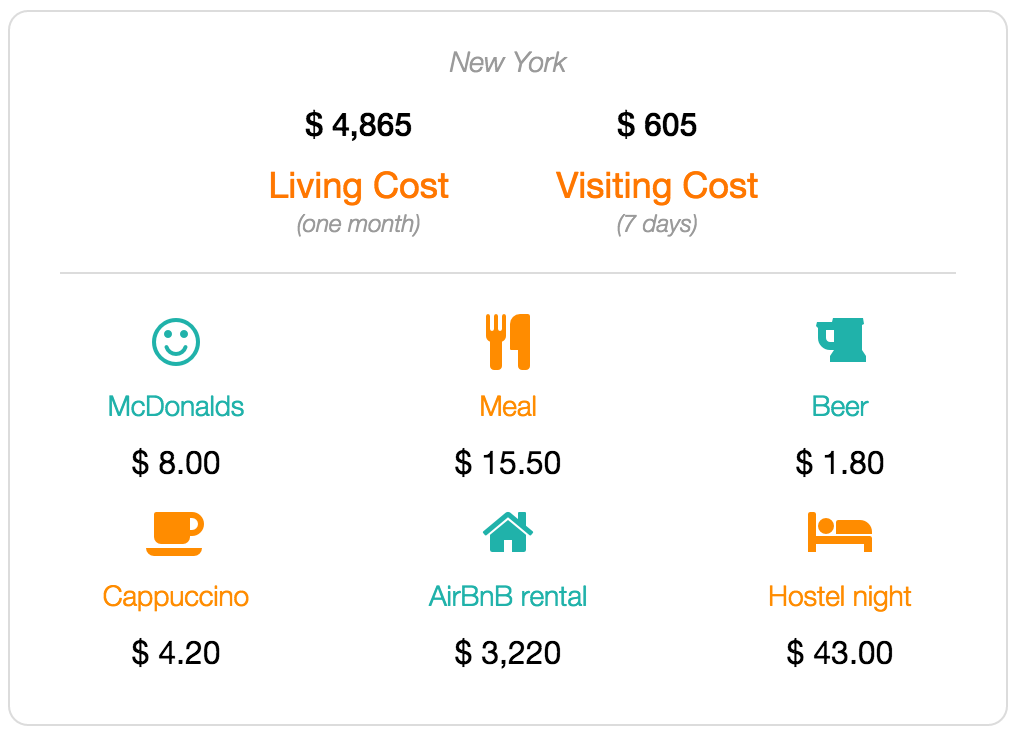 New York
$ 4,865 $ 605
Living Cost Visiting Cost
(one month) (7 days)
McDonalds Meal Beer
$ 8.00 $ 15.50 $ 1.80
Cappuccino AirBnB rental Hostel night
$ 4.20 $ 3,220 $ 43.00